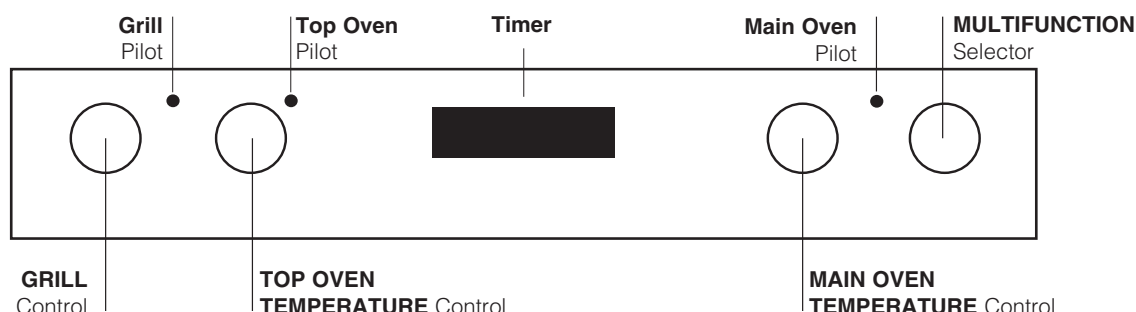 Grill
Pilot
Top Oven
Pilot
Timer
Main Oven
Pilot
MULTIFUNCTION
Selector
GRILL
Control
TOP OVEN
TEMPERATURE Control
MAIN OVEN
TEMPERATURE Control